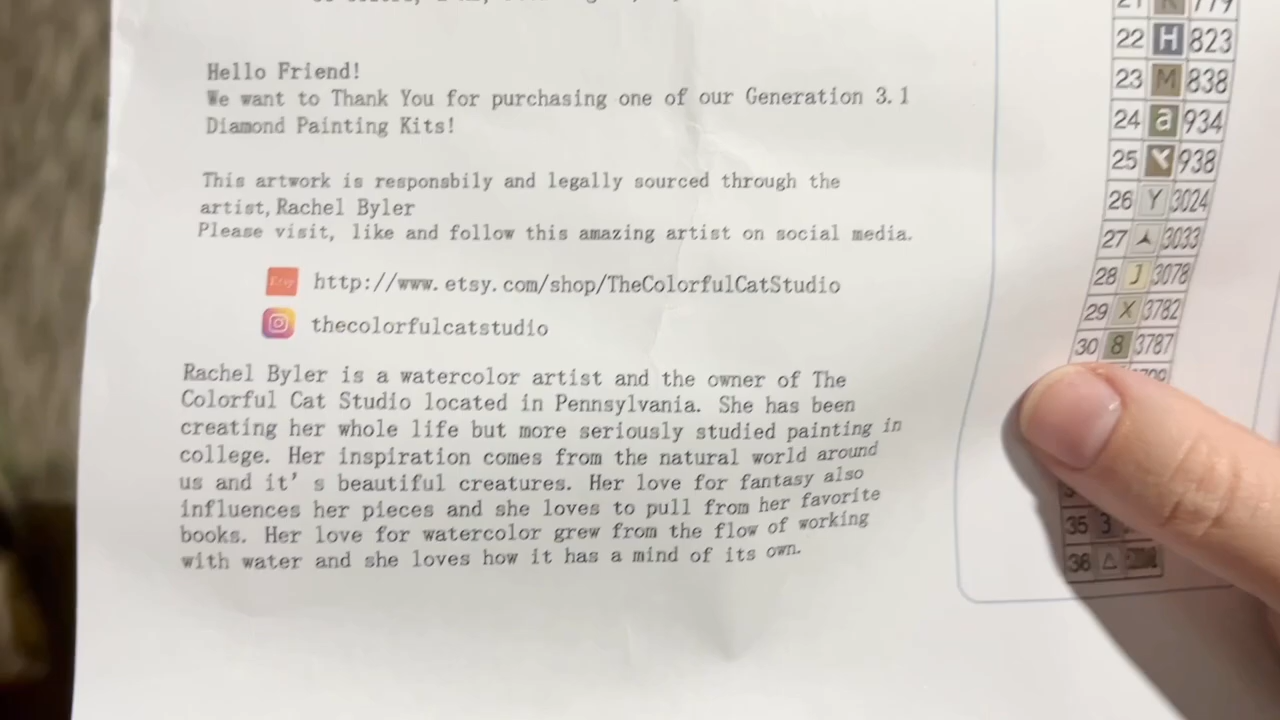 Hello Friend!
We want to Thank You for purchasing one of our Generation 3.1
Diamond Painting Kits!
This artwork is responsbily and legally sourced through the
artist, Rachel Byler
Please visit, like and follow this amazing artist on social media.
Etsy http://www.etsy.com/shop/TheColorfulCatStudio
thecolorfulcatstudio
Rachel Byler is a watercolor artist and the owner of The
Colorful Cat Studio located in Pennsylvania. She has been
creating her whole life but more seriously studied painting in
college. Her inspiration comes from the natural world around
us and it's beautiful creatures. Her love for fantasy also
influences her pieces and she loves to pull from her favorite
books. Her love for watercolor grew from the flow of working
with water and she loves how it has a mind of its own.
21 K 779
22 H 823
23 M 838
24 a 934
25 Y 938
26 Y 3024
27 3033
28 J 3078
29 X 3782
30 8 3787
35 3
36 △